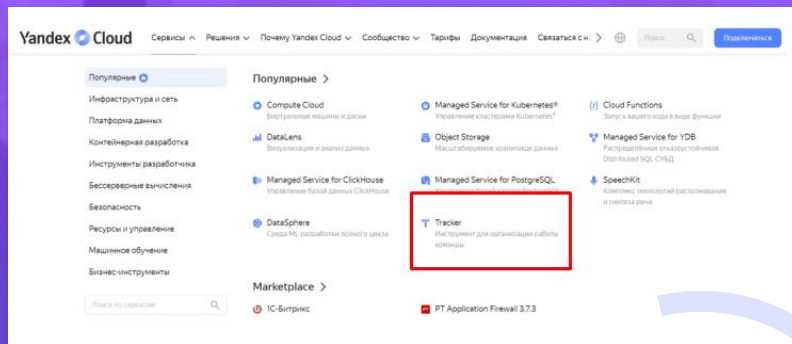 Yandex Cloud Сервисы Решения Почему Yandex Cloud Сообщество Тарифы Документация Связаться с н Поиск Подключиться
Популярные
Инфраструктура и сеть
Платформа данных
Контейнерная разработка
Инструменты разработчика
Бессерверные вычисления
Безопасность
Ресурсы и управление
Машинное обучение
Бизнес-инструменты
Поиск по сервисам
Популярные >
Compute Cloud
Виртуальные машины и диски
Managed Service for Kubernetes®
Управление кластерами Kubernetes®
Cloud Functions
Запуск вашего кода в виде функции
DataLens
Визуализация и анализ данных
Object Storage
Масштабируемое хранилище данных
Managed Service for YDB
Распределённая отказоустойчивая
Distributed SQL СУБД
Managed Service for ClickHouse
Управление базой данных ClickHouse
Managed Service for PostgreSQL
Управление базой данных PostgreSQL
SpeechKit
Комплекс технологий распознавания
и синтеза речи
DataSphere
Среда ML-разработки полного цикла
Tracker
Инструмент для организации работы
команды
Marketplace >
1С-Битрикс
PT Application Firewall 3.7.3